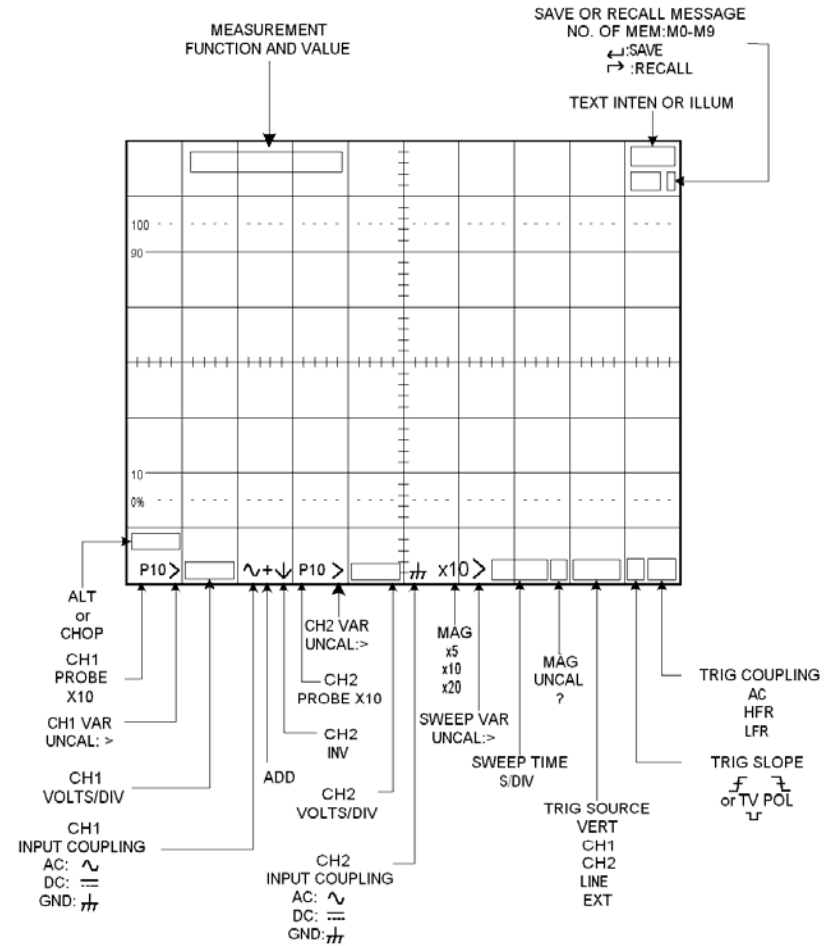 MEASUREMENT
FUNCTION AND VALUE
SAVE OR RECALL MESSAGE
NO. OF MEM:M0-M9
↵:SAVE
↱:RECALL
TEXT INTEN OR ILLUM
100
90
10
0%
P10 > ∿+↓ P10 > x10 >
ALT
or
CHOP
CH1
PROBE
X10
CH1 VAR
UNCAL: >
CH1
VOLTS/DIV
CH1
INPUT COUPLING
AC:
DC:
GND:
ADD
CH2
INV
CH2
PROBE X10
CH2 VAR
UNCAL:>
CH2
VOLTS/DIV
CH2
INPUT COUPLING
AC:
DC:
GND:
MAG
x5
x10
x20
SWEEP VAR
UNCAL:>
SWEEP TIME
S/DIV
MAG
UNCAL
?
TRIG SOURCE
VERT
CH1
CH2
LINE
EXT
TRIG COUPLING
AC
HFR
LFR
TRIG SLOPE
or TV POL